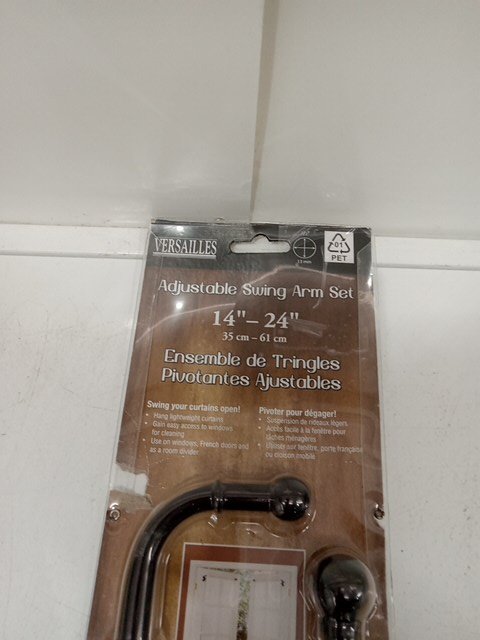 VERSAILLES
13 mm
01
PET
Adjustable Swing Arm Set
14"– 24"
35 cm – 61 cm
Ensemble de Tringles
Pivotantes Ajustables
Swing your curtains open!
• Hang lightweight curtains
• Gain easy access to windows
for cleaning
• Use on windows, French doors and
as a room divider
Pivoter pour dégager!
• Suspension de rideaux légers
• Accès facile à la fenêtre pour
tâches ménagères
• Utilisés sur fenêtre, porte française
ou cloison mobile